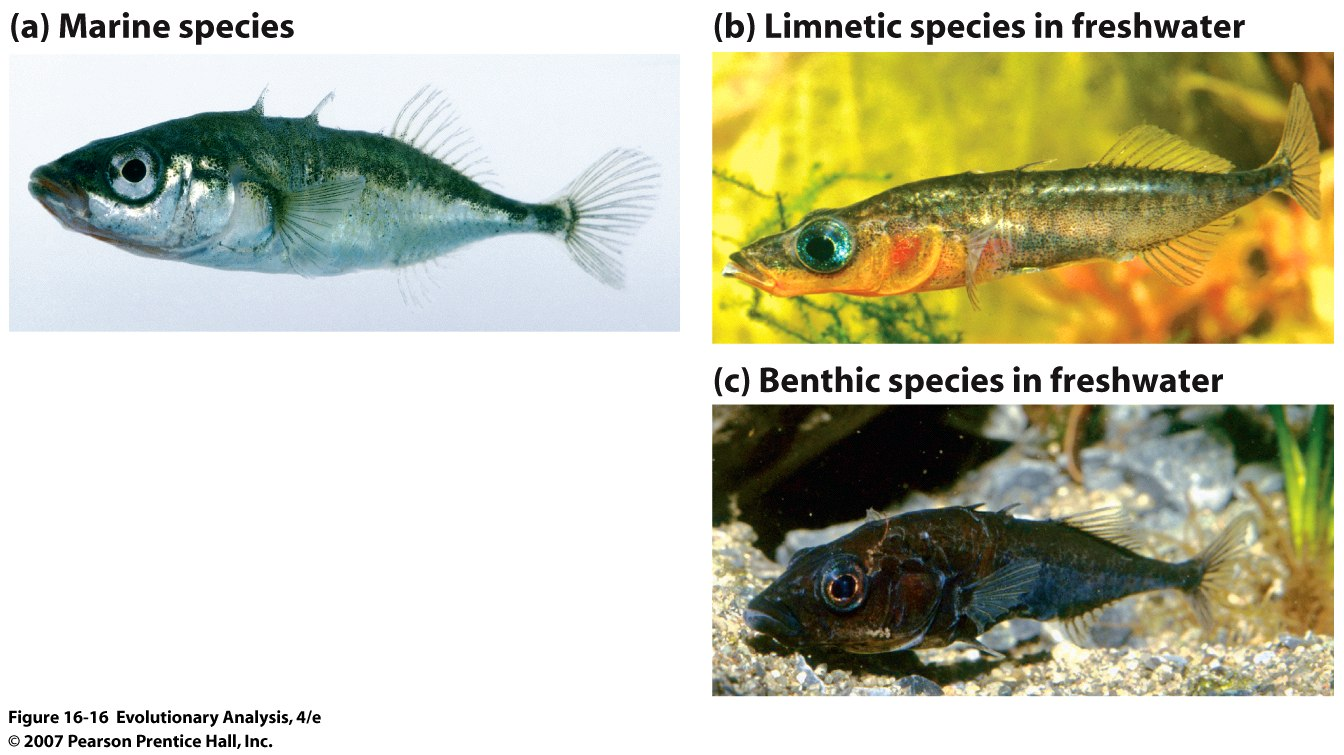 (a) Marine species
(b) Limnetic species in freshwater
(c) Benthic species in freshwater
Figure 16-16 Evolutionary Analysis, 4/e
© 2007 Pearson Prentice Hall, Inc.